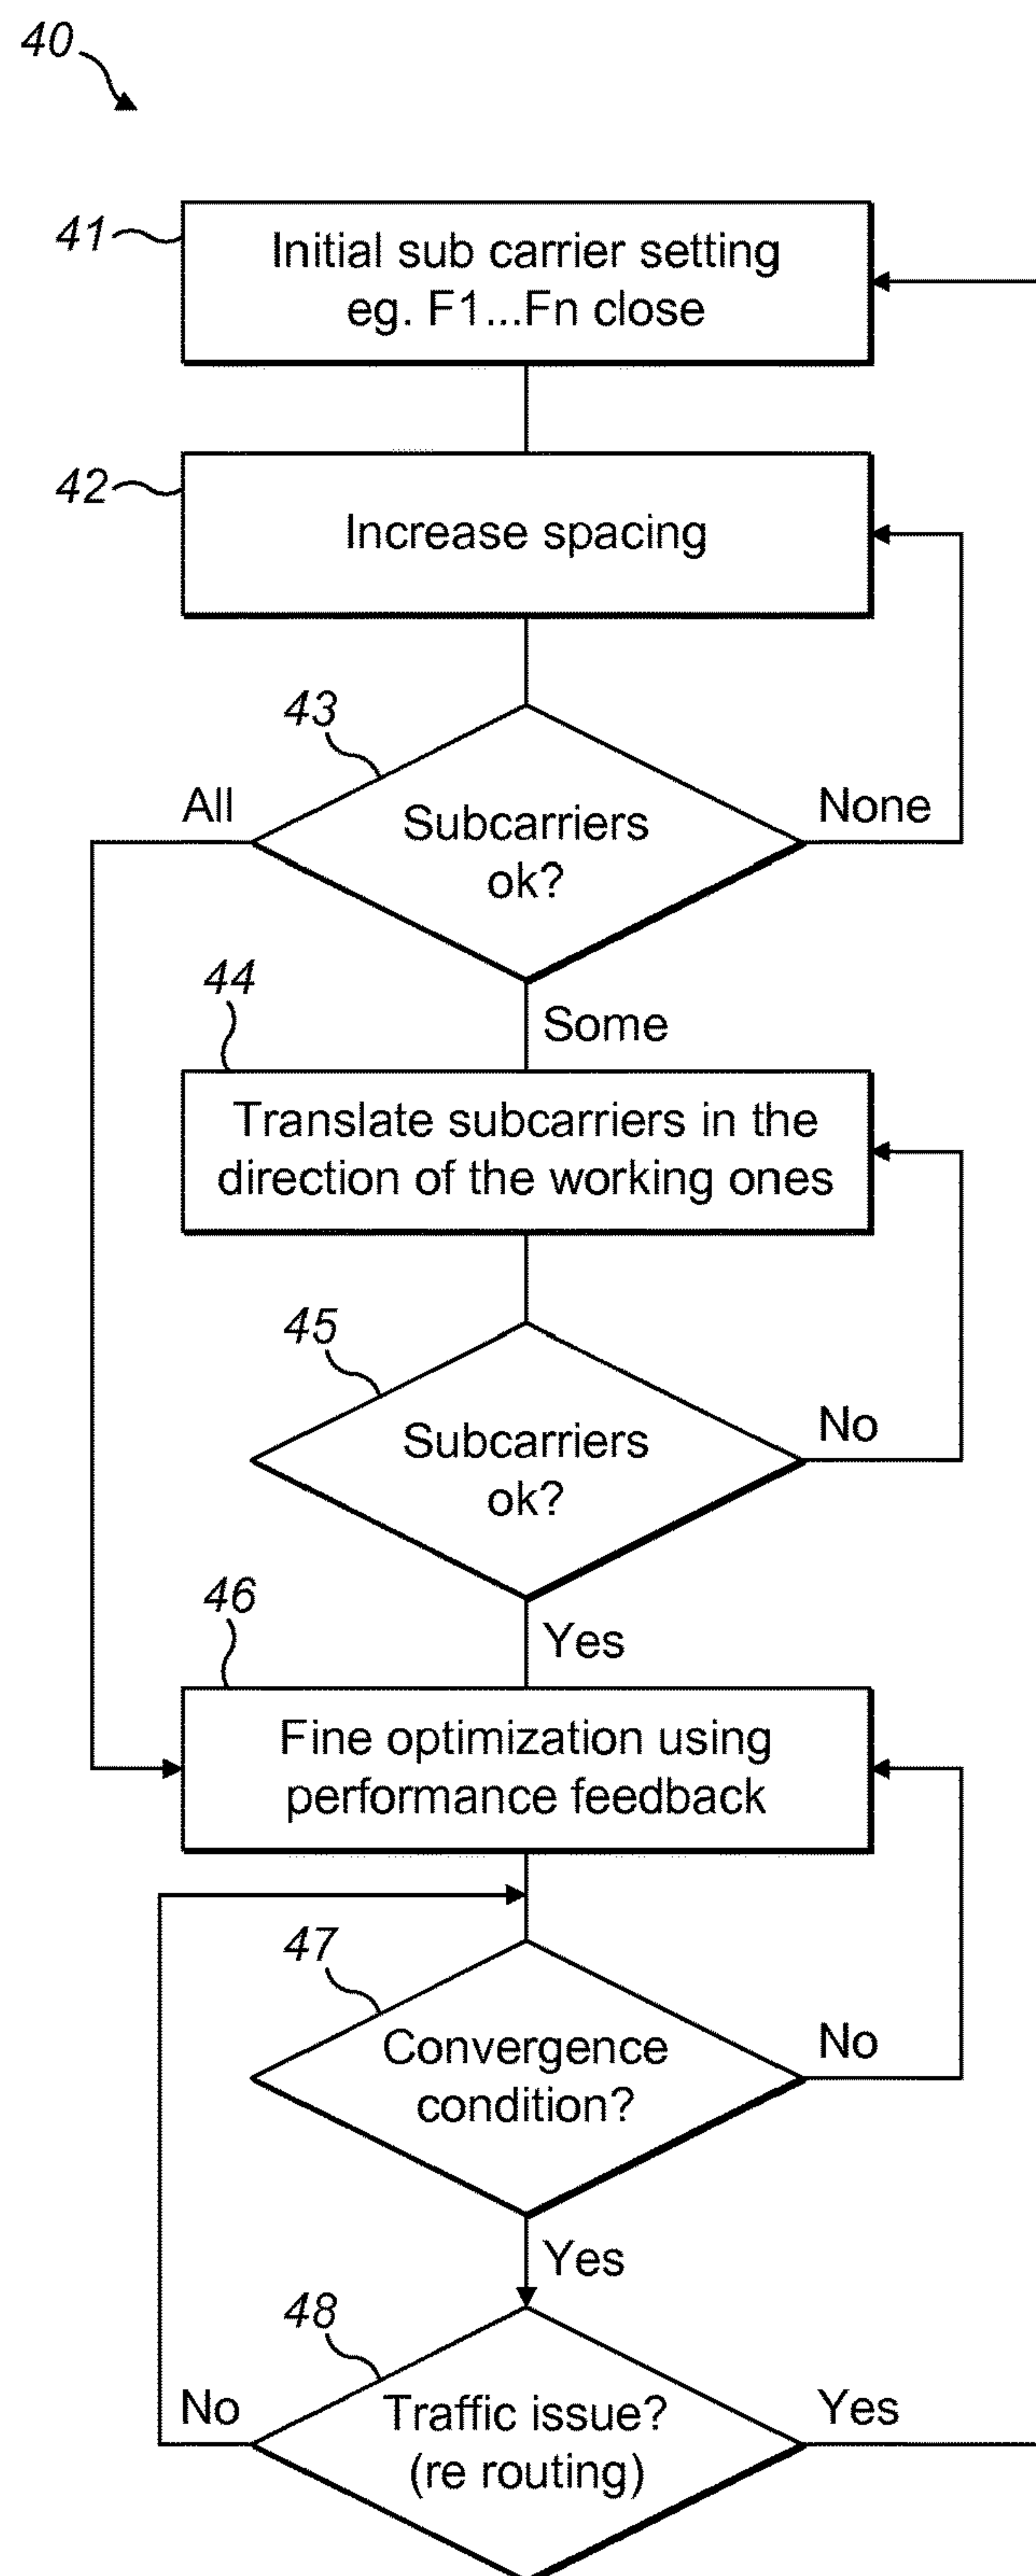 40
41
Initial sub carrier setting
eg. F1...Fn close
42
Increase spacing
43
All
None
Subcarriers
ok?
44
Some
Translate subcarriers in the
direction of the working ones
45
No
Subcarriers
ok?
46
Yes
Fine optimization using
performance feedback
47
No
Convergence
condition?
Yes
48
No
Yes
Traffic issue?
(re routing)